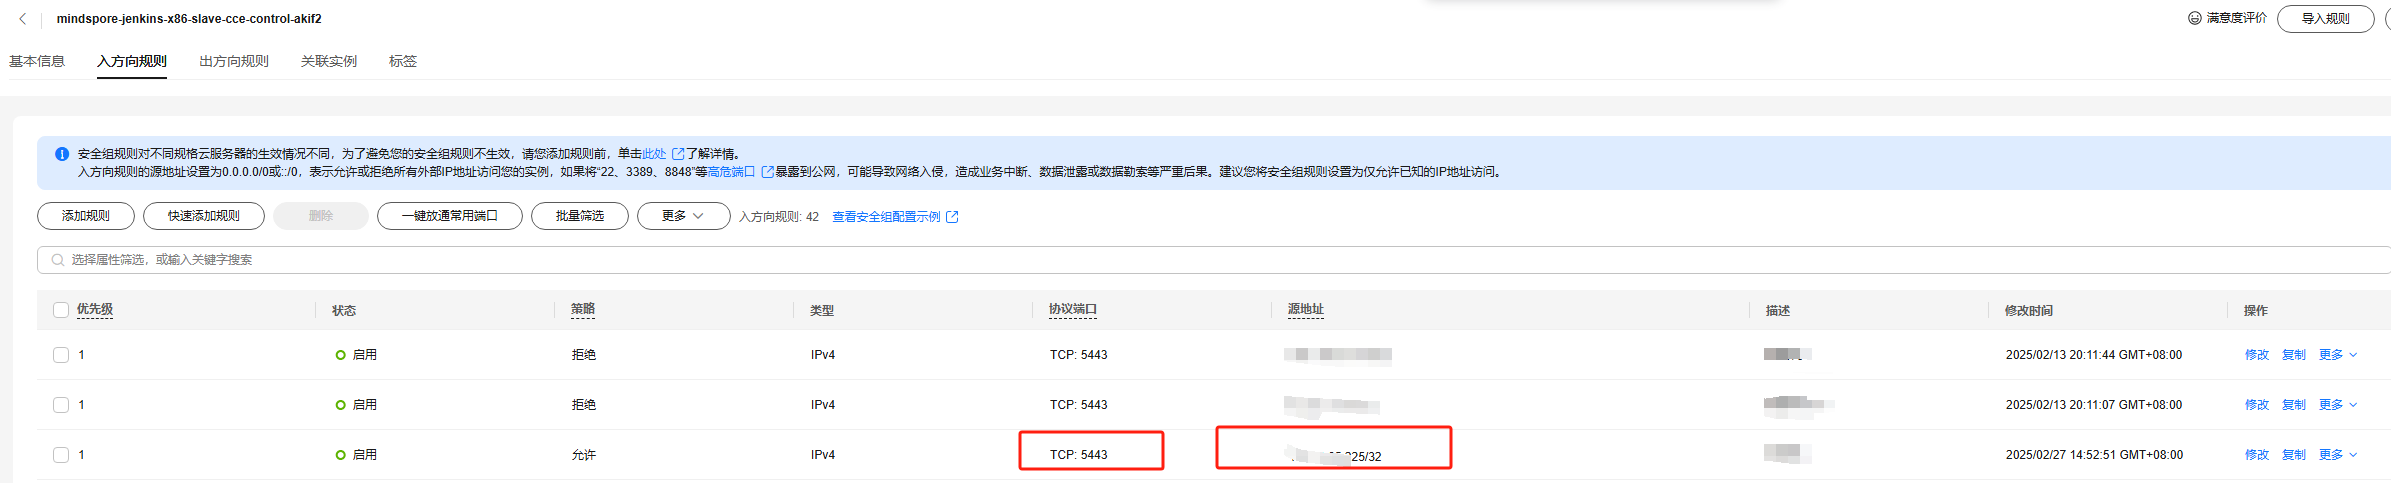 mindspore-jenkins-x86-slave-cce-control-akif2
满意度评价 导入规则
基本信息 入方向规则 出方向规则 关联实例 标签
安全组规则对不同规格云服务器的生效情况不同，为了避免您的安全组规则不生效，请您添加规则前，单击此处 了解详情。
入方向规则的源地址设置为0.0.0.0/0或::/0，表示允许或拒绝所有外部IP地址访问您的实例，如果将“22、3389、8848”等高危端口 暴露到公网，可能导致网络入侵，造成业务中断、数据泄露或数据勒索等严重后果。建议您将安全组规则设置为仅允许已知的IP地址访问。
添加规则 快速添加规则 删除 一键放通常用端口 批量筛选 更多 入方向规则: 42 查看安全组配置示例
选择属性筛选，或输入关键字搜索
优先级 状态 策略 类型 协议端口 源地址 描述 修改时间 操作
1 启用 拒绝 IPv4 TCP: 5443 2025/02/13 20:11:44 GMT+08:00 修改 复制 更多
1 启用 拒绝 IPv4 TCP: 5443 2025/02/13 20:11:07 GMT+08:00 修改 复制 更多
1 启用 允许 IPv4 TCP: 5443 225/32 2025/02/27 14:52:51 GMT+08:00 修改 复制 更多